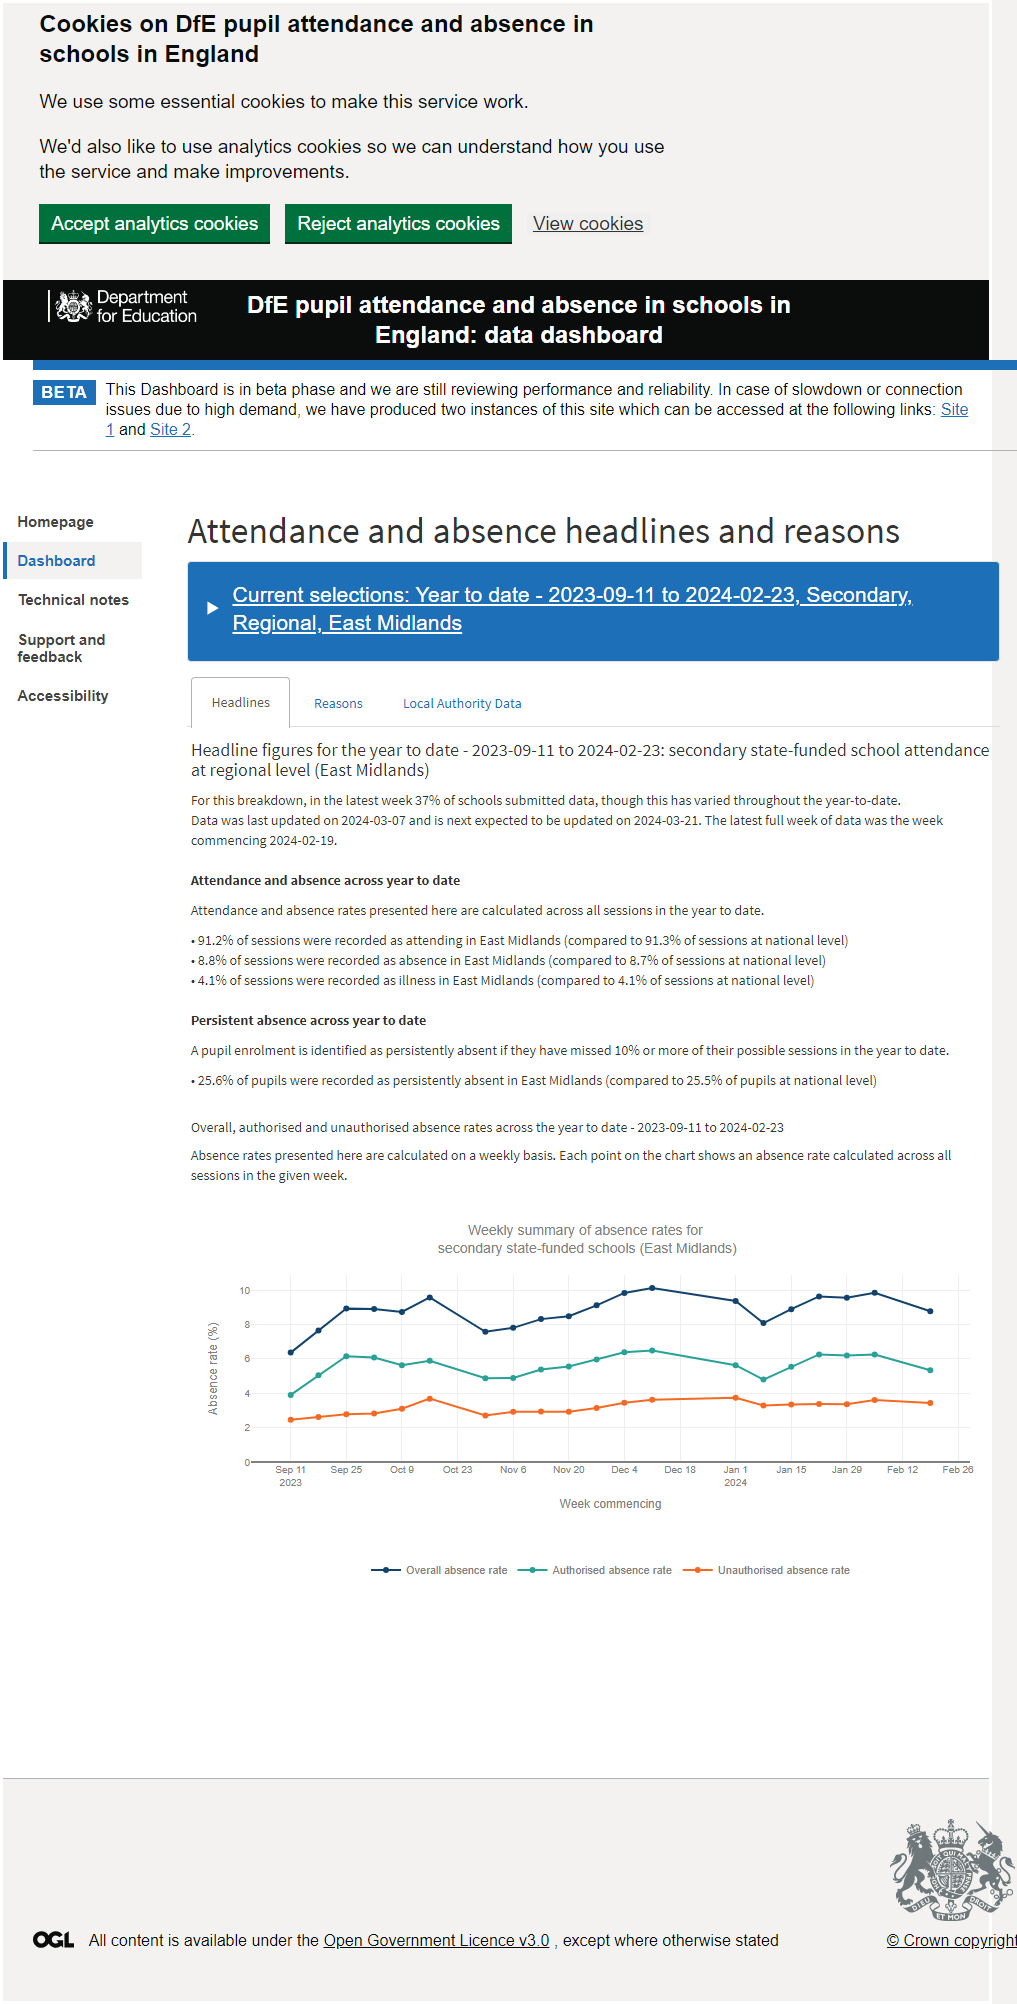 Cookies on DfE pupil attendance and absence in
schools in England
We use some essential cookies to make this service work.
We'd also like to use analytics cookies so we can understand how you use
the service and make improvements.
Accept analytics cookies Reject analytics cookies View cookies
Department
for Education
DfE pupil attendance and absence in schools in
England: data dashboard
BETA
This Dashboard is in beta phase and we are still reviewing performance and reliability. In case of slowdown or connection
issues due to high demand, we have produced two instances of this site which can be accessed at the following links: Site
1 and Site 2.
Homepage
Dashboard
Technical notes
Support and
feedback
Accessibility
Attendance and absence headlines and reasons
Current selections: Year to date - 2023-09-11 to 2024-02-23, Secondary,
Regional, East Midlands
Headlines Reasons Local Authority Data
Headline figures for the year to date - 2023-09-11 to 2024-02-23: secondary state-funded school attendance
at regional level (East Midlands)
For this breakdown, in the latest week 37% of schools submitted data, though this has varied throughout the year-to-date.
Data was last updated on 2024-03-07 and is next expected to be updated on 2024-03-21. The latest full week of data was the week
commencing 2024-02-19.
Attendance and absence across year to date
Attendance and absence rates presented here are calculated across all sessions in the year to date.
• 91.2% of sessions were recorded as attending in East Midlands (compared to 91.3% of sessions at national level)
• 8.8% of sessions were recorded as absence in East Midlands (compared to 8.7% of sessions at national level)
• 4.1% of sessions were recorded as illness in East Midlands (compared to 4.1% of sessions at national level)
Persistent absence across year to date
A pupil enrolment is identified as persistently absent if they have missed 10% or more of their possible sessions in the year to date.
• 25.6% of pupils were recorded as persistently absent in East Midlands (compared to 25.5% of pupils at national level)
Overall, authorised and unauthorised absence rates across the year to date - 2023-09-11 to 2024-02-23
Absence rates presented here are calculated on a weekly basis. Each point on the chart shows an absence rate calculated across all
sessions in the given week.
Weekly summary of absence rates for
secondary state-funded schools (East Midlands)
Absence rate (%)
10
8
6
4
2
0
Sep 11 Sep 25 Oct 9 Oct 23 Nov 6 Nov 20 Dec 4 Dec 18 Jan 1 Jan 15 Jan 29 Feb 12 Feb 26
2023 2024
Week commencing
Overall absence rate Authorised absence rate Unauthorised absence rate
DIEU ET MON DROIT
OGL All content is available under the Open Government Licence v3.0 , except where otherwise stated © Crown copyright